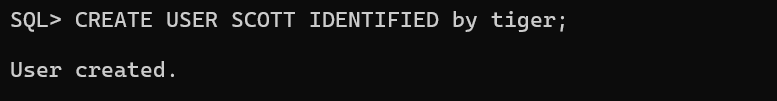 SQL> CREATE USER SCOTT IDENTIFIED by tiger;
User created.